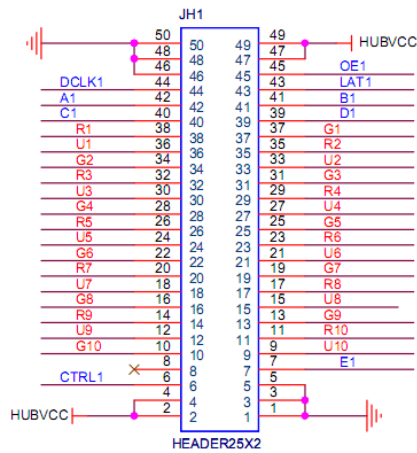 JH1
50 50 49 49 HUBVCC
48 48 47 47
46 46 45 45 OE1
DCLK1 44 44 43 43 LAT1
A1 42 42 41 41 B1
C1 40 40 39 39 D1
R1 38 38 37 37 G1
U1 36 36 35 35 R2
G2 34 34 33 33 U2
R3 32 32 31 31 G3
U3 30 30 29 29 R4
G4 28 28 27 27 U4
R5 26 26 25 25 G5
U5 24 24 23 23 R6
G6 22 22 21 21 U6
R7 20 20 19 19 G7
U7 18 18 17 17 R8
G8 16 16 15 15 U8
R9 14 14 13 13 G9
U9 12 12 11 11 R10
G10 10 10 9 9 U10
8 8 7 7 E1
CTRL1 6 6 5 5
4 4 3 3
HUBVCC 2 2 1 1
HEADER25X2